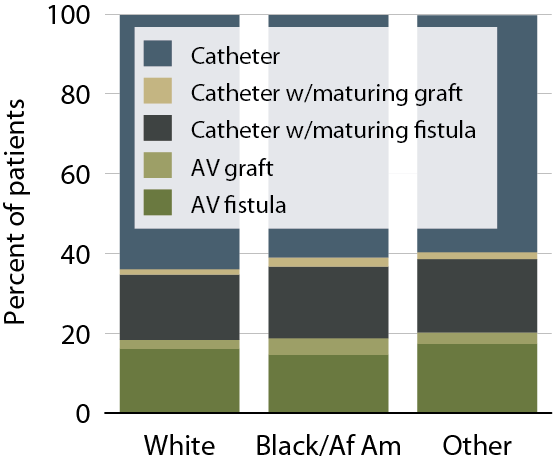 Percent of patients
100
80
60
40
20
0
Catheter
Catheter w/maturing graft
Catheter w/maturing fistula
AV graft
AV fistula
White Black/Af Am Other